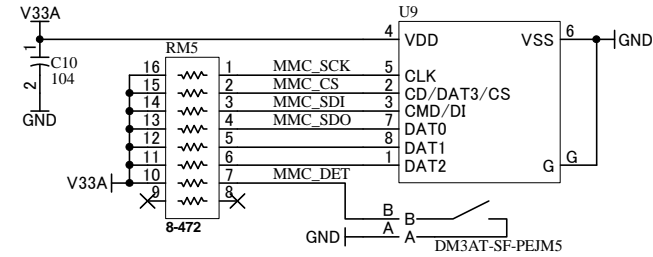 V33A
U9
4 VDD
VSS 6 GND
1
C10
104
2
GND
RM5
16 1 MMC_SCK 5 CLK
15 2 MMC_CS 2 CD/DAT3/CS
14 3 MMC_SDI 3 CMD/DI
13 4 MMC_SDO 7 DAT0
12 5 8 DAT1
11 6 1 DAT2
G G
V33A 10 7 MMC_DET
9 8
8-472
B B
GND A A
DM3AT-SF-PEJM5